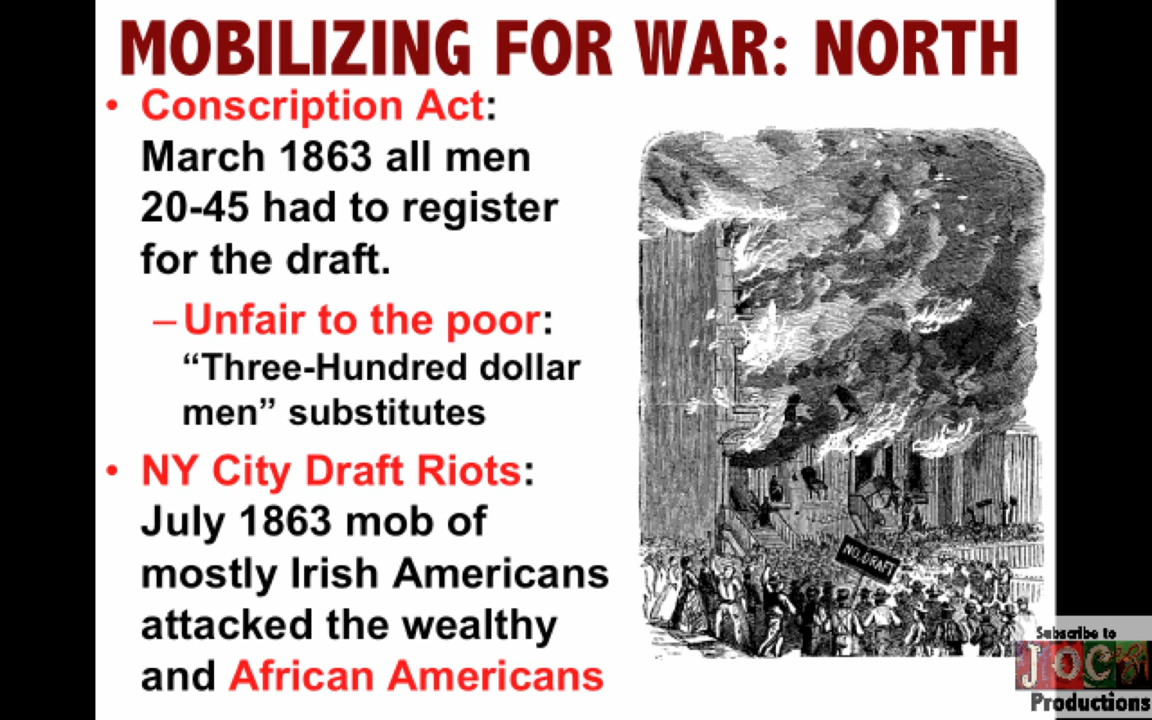 MOBILIZING FOR WAR: NORTH
• Conscription Act:
March 1863 all men
20-45 had to register
for the draft.
– Unfair to the poor:
“Three-Hundred dollar
men” substitutes
• NY City Draft Riots:
July 1863 mob of
mostly Irish Americans
attacked the wealthy
and African Americans
NO DRAFT
Subscribe to
JOCZ
Productions